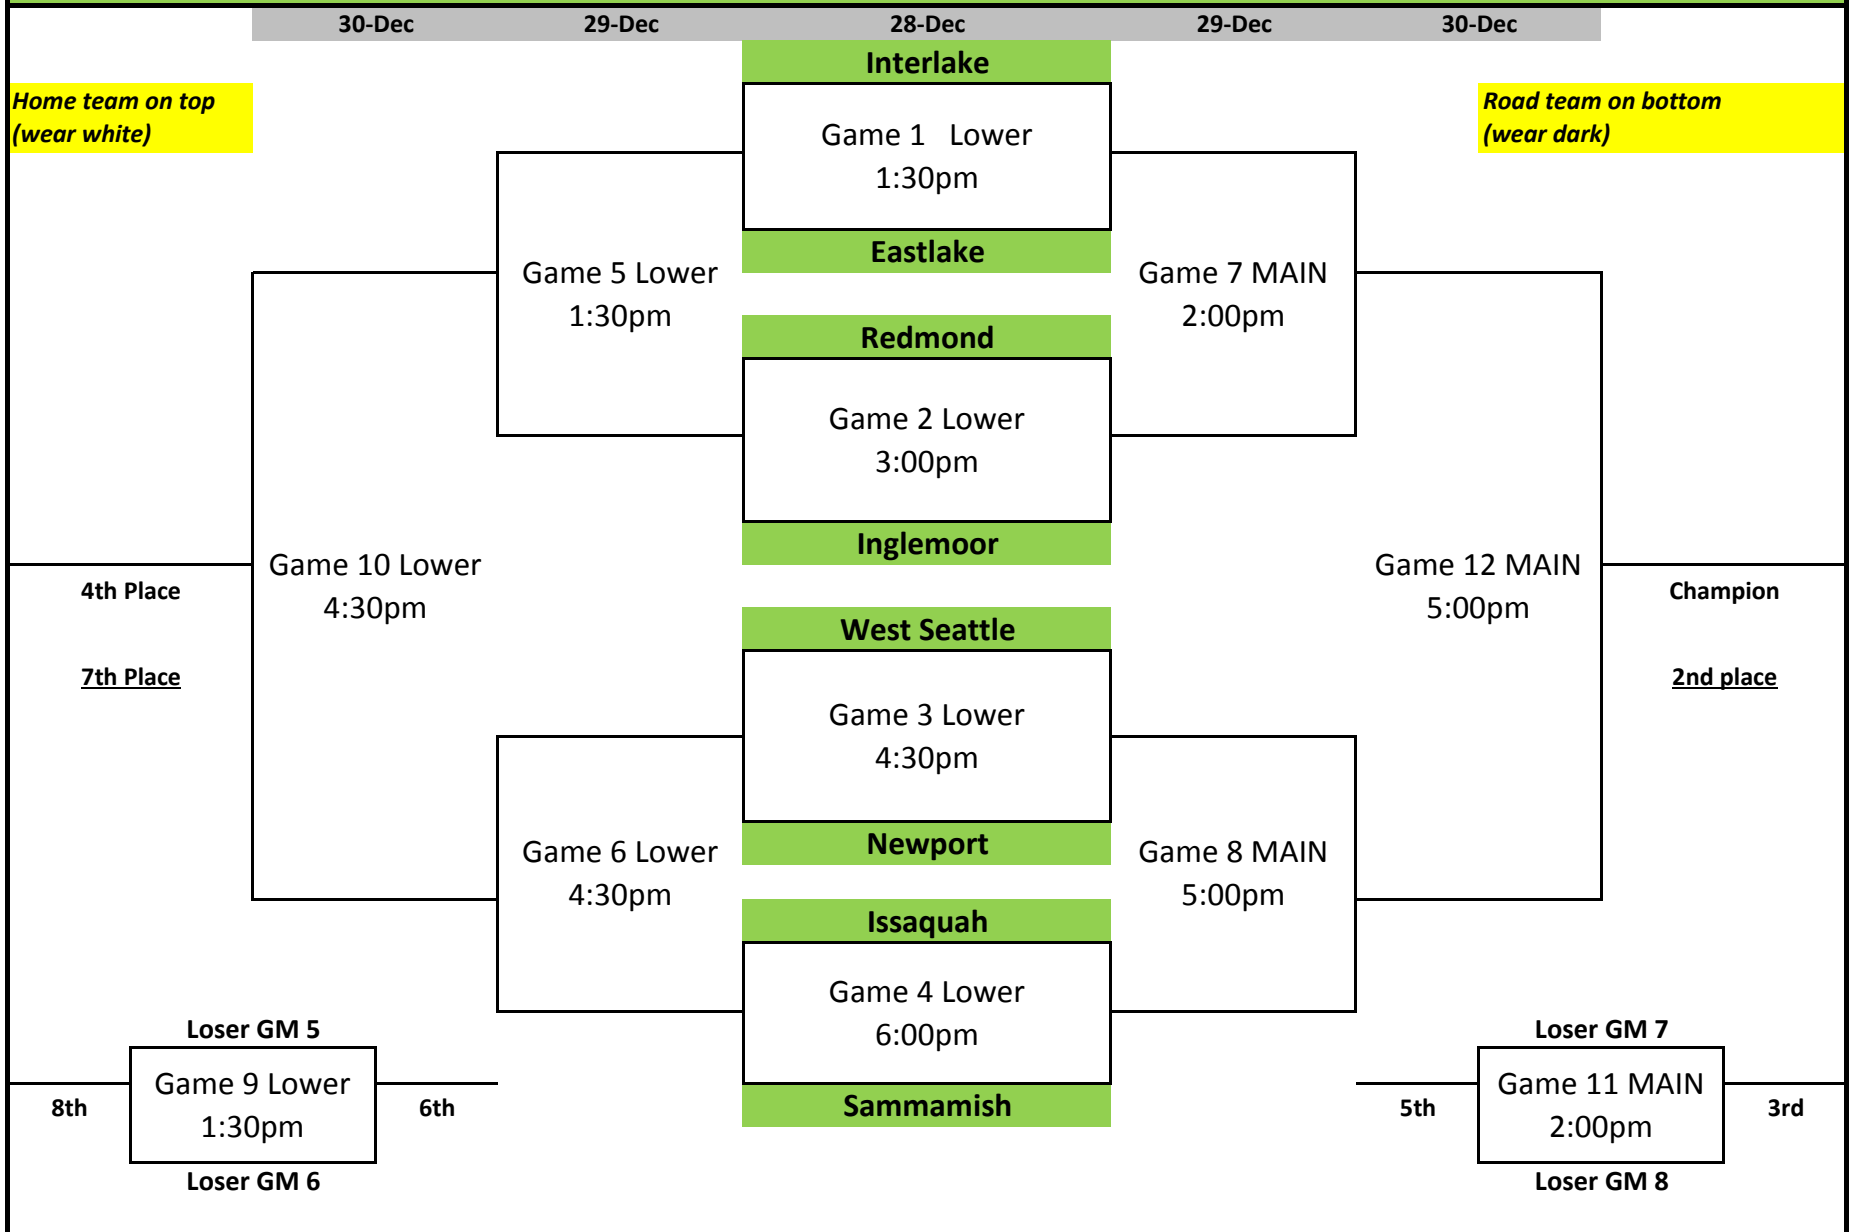 30-Dec
29-Dec
28-Dec
29-Dec
30-Dec
Interlake
Home team on top
(wear white)
Road team on bottom
(wear dark)
Game 1 Lower
1:30pm
Eastlake
Game 5 Lower
1:30pm
Game 7 MAIN
2:00pm
Redmond
Game 2 Lower
3:00pm
Inglemoor
4th Place
7th Place
Game 10 Lower
4:30pm
Game 12 MAIN
5:00pm
Champion
2nd place
West Seattle
Game 3 Lower
4:30pm
Newport
Game 6 Lower
4:30pm
Game 8 MAIN
5:00pm
Issaquah
Game 4 Lower
6:00pm
Sammamish
Loser GM 5
8th
Game 9 Lower
1:30pm
6th
Loser GM 6
Loser GM 7
5th
Game 11 MAIN
2:00pm
3rd
Loser GM 8